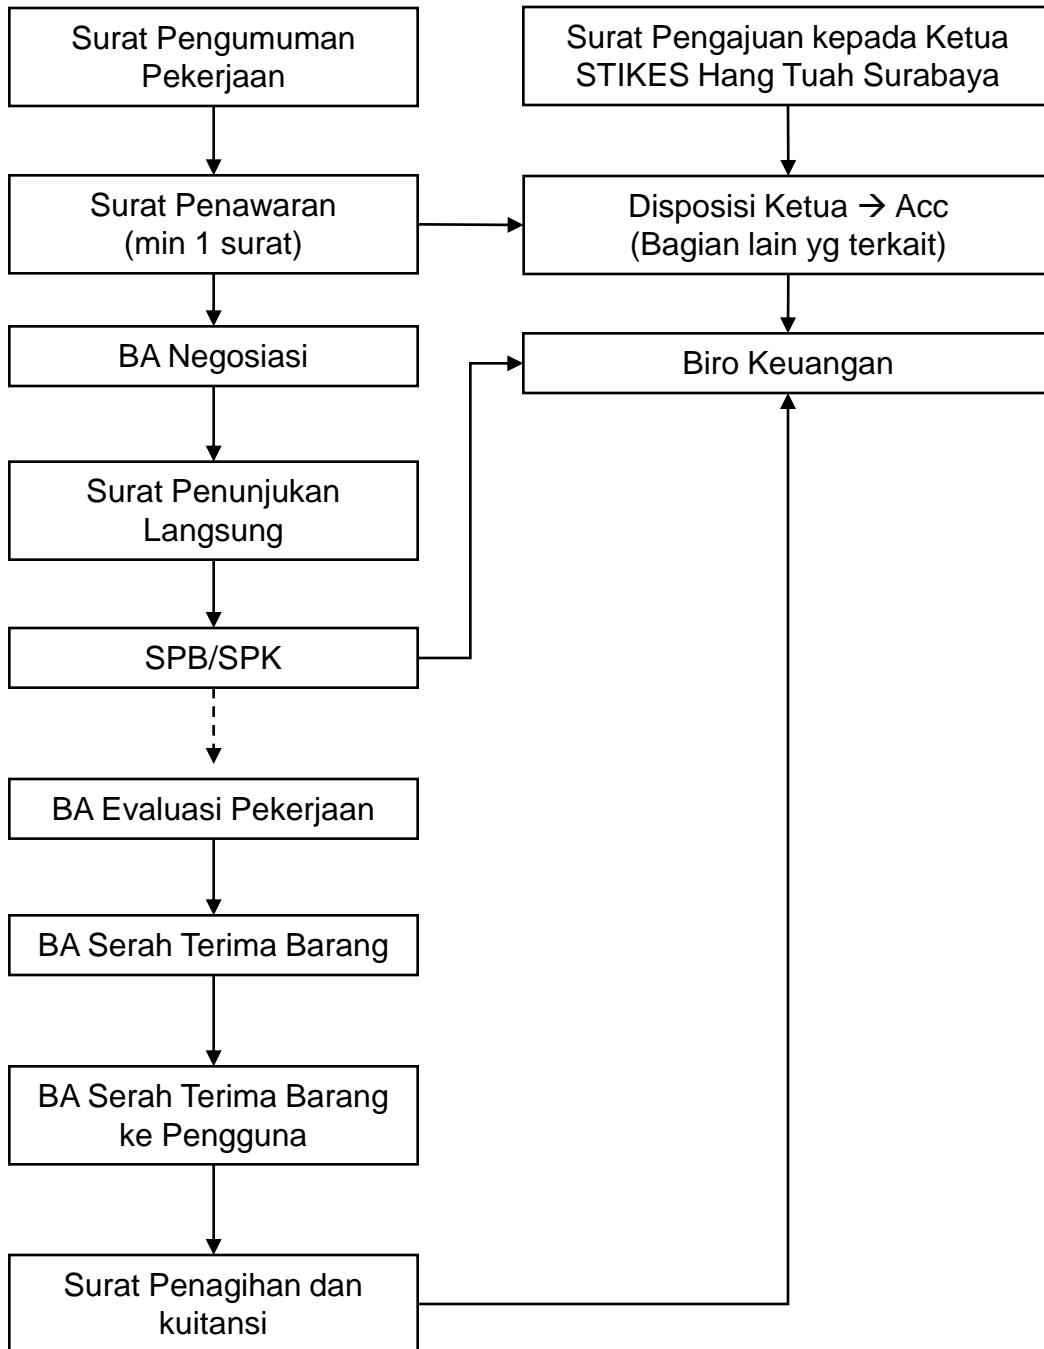 Surat Pengumuman
Pekerjaan
Surat Pengajuan kepada Ketua
STIKES Hang Tuah Surabaya
Surat Penawaran
(min 1 surat)
Disposisi Ketua → Acc
(Bagian lain yg terkait)
BA Negosiasi
Biro Keuangan
Surat Penunjukan
Langsung
SPB/SPK
BA Evaluasi Pekerjaan
BA Serah Terima Barang
BA Serah Terima Barang
ke Pengguna
Surat Penagihan dan
kuitansi